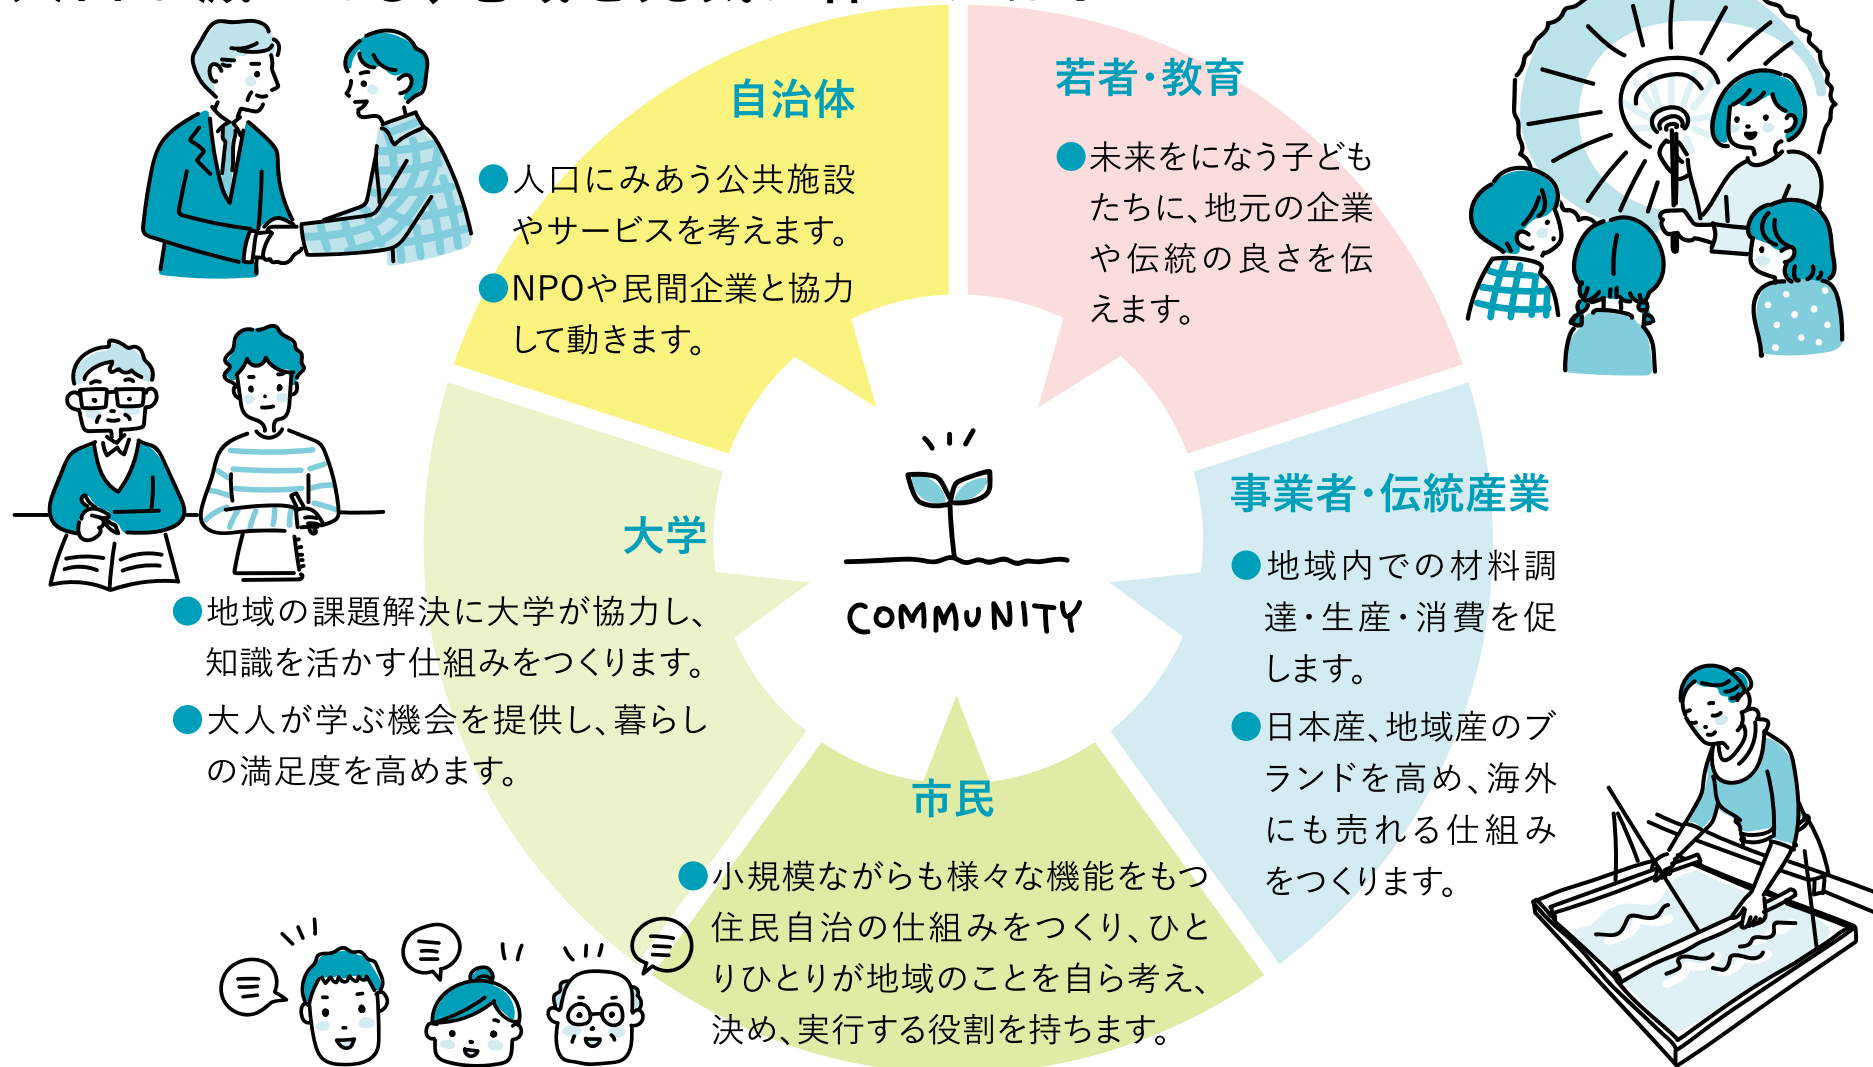 自治体
●人口にみあう公共施設
やサービスを考えます。
●NPOや民間企業と協力
して動きます。
若者・教育
●未来をになう子ども
たちに、地元の企業
や伝統の良さを伝
えます。
事業者・伝統産業
●地域内での材料調
達・生産・消費を促
します。
●日本産、地域産のブ
ランドを高め、海外
にも売れる仕組み
をつくります。
大学
●地域の課題解決に大学が協力し、
知識を活かす仕組みをつくります。
●大人が学ぶ機会を提供し、暮らし
の満足度を高めます。
COMMUNITY
市民
●小規模ながらも様々な機能をもつ
住民自治の仕組みをつくり、ひと
りひとりが地域のことを自ら考え、
決め、実行する役割を持ちます。